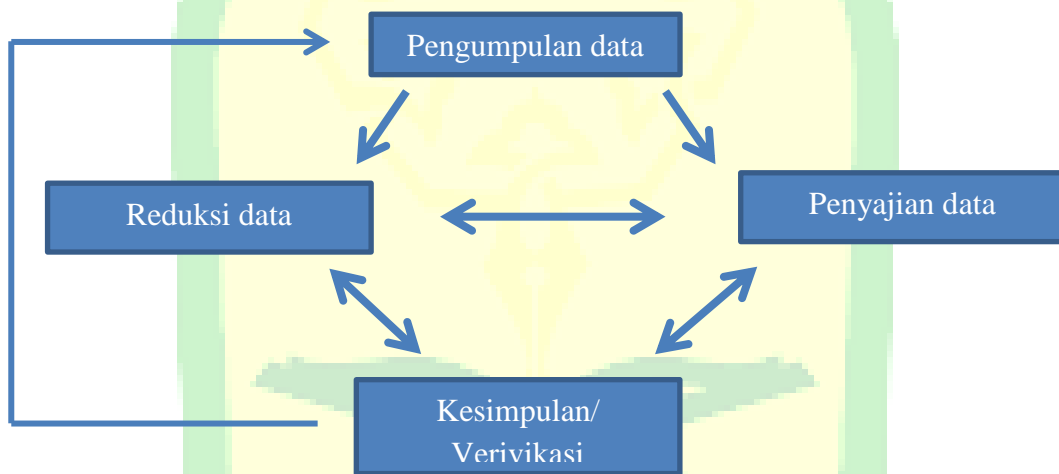 Pengumpulan data
Reduksi data
Penyajian data
Kesimpulan/
Verivikasi